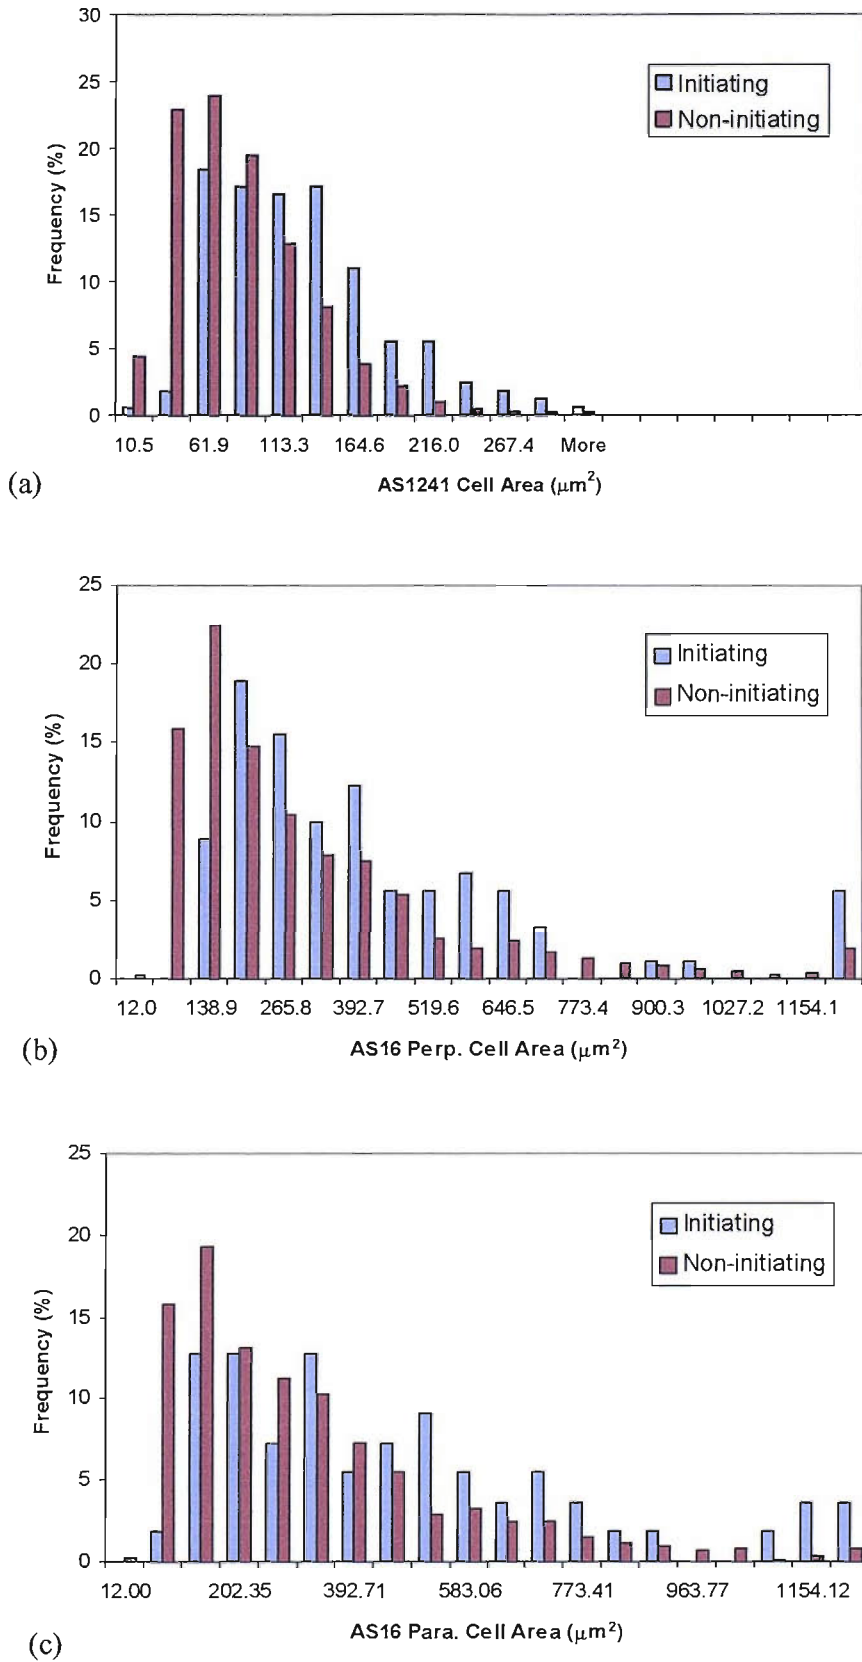 30
25
20
15
10
5
0
Frequency (%)
Initiating
Non-initiating
10.5 61.9 113.3 164.6 216.0 267.4 More
AS1241 Cell Area (μm²)
(a)
25
20
15
10
5
0
Frequency (%)
Initiating
Non-initiating
12.0 138.9 265.8 392.7 519.6 646.5 773.4 900.3 1027.2 1154.1
AS16 Perp. Cell Area (μm²)
(b)
25
20
15
10
5
0
Frequency (%)
Initiating
Non-initiating
12.00 202.35 392.71 583.06 773.41 963.77 1154.12
AS16 Para. Cell Area (μm²)
(c)